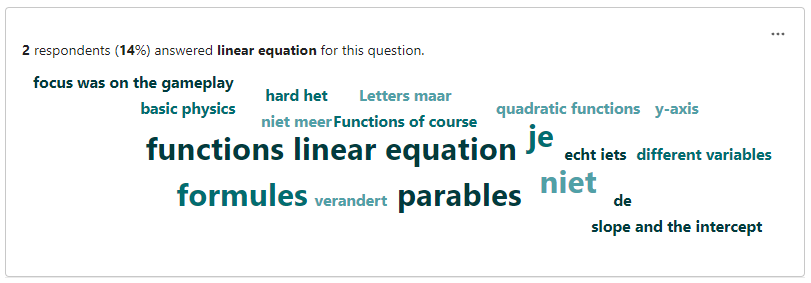 2 respondents (14%) answered linear equation for this question.
focus was on the gameplay
hard het Letters maar
basic physics quadratic functions y-axis
niet meer Functions of course
functions linear equation je
echt iets different variables
niet
formules verandert parables de
slope and the intercept